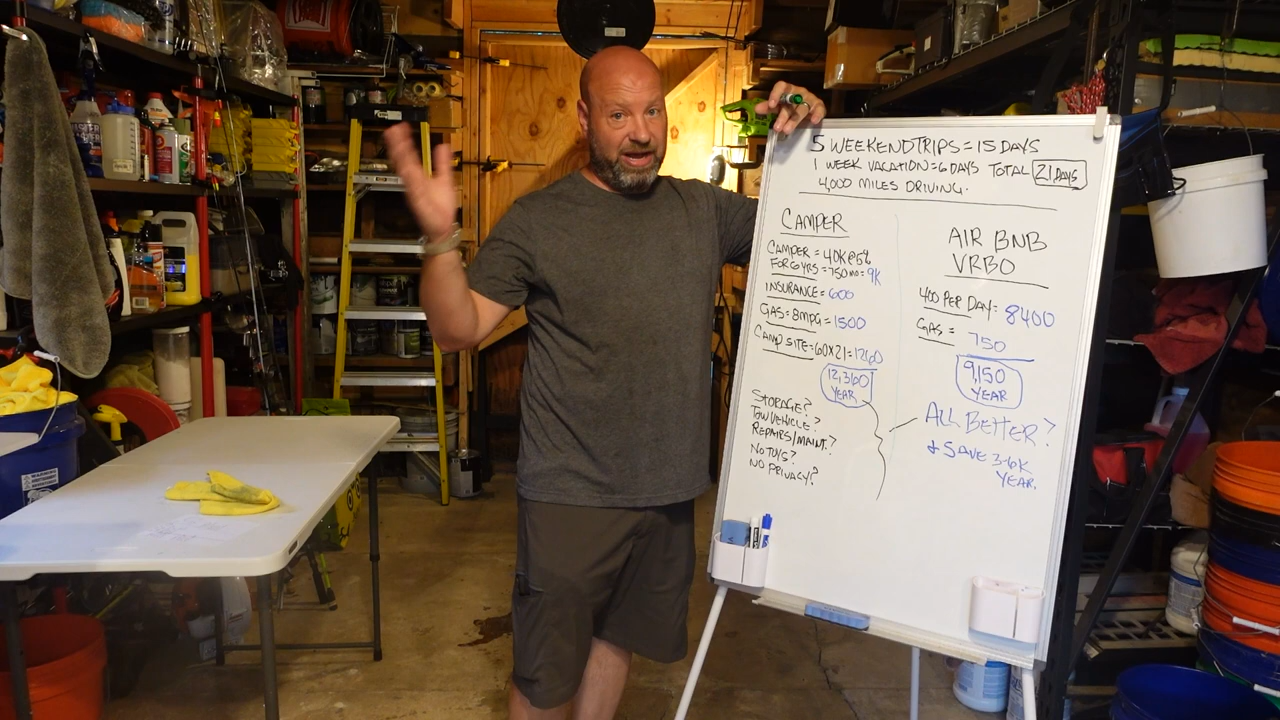 5 WEEKEND TRIPS = 15 DAYS
1 WEEK VACATION = 6 DAYS TOTAL 21 DAYS
4,000 MILES DRIVING.
CAMPER
CAMPER = 40K @ 5%
FOR 6 YRS = 750 mo = 9K
INSURANCE = 600
GAS = 8MPG = 1500
CAMP SITE = 60 X 21 = 1260
12,360
YEAR
STORAGE?
TOW VEHICLE?
REPAIRS/MAINT.?
NO TOYS?
NO PRIVACY?
AIR BNB
VRBO
400 PER DAY = 8400
GAS = 750
9,150
YEAR
ALL BETTER?
& SAVE 3-6K
YEAR.
WARNING